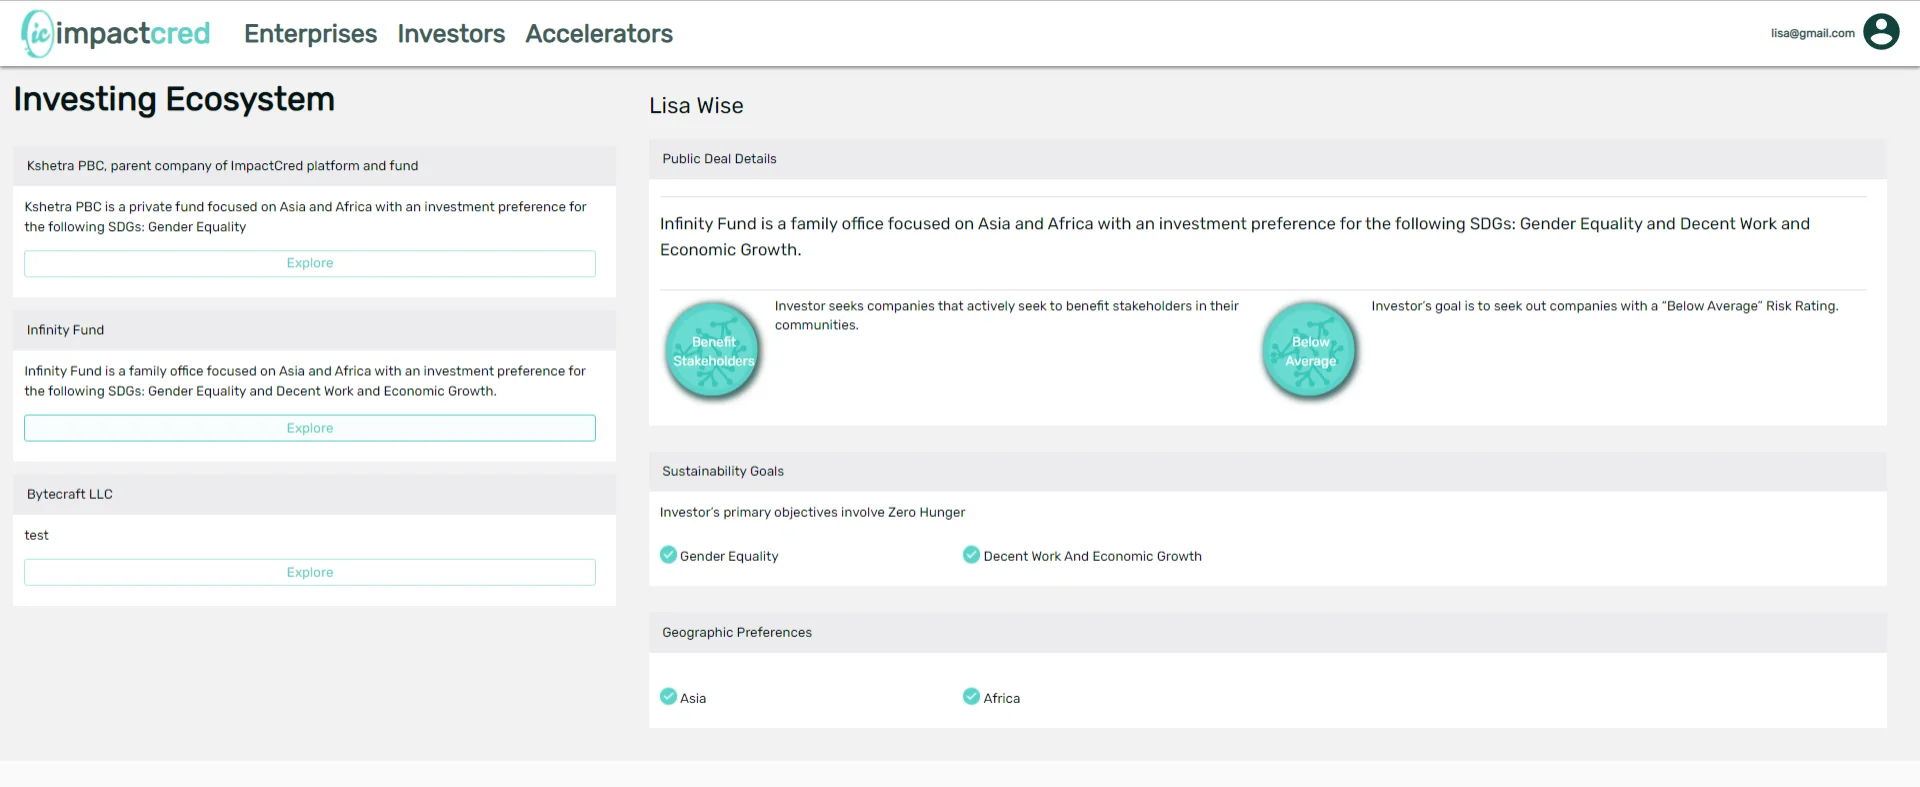 ic impactcred Enterprises Investors Accelerators lisa@gmail.com
Investing Ecosystem
Kshetra PBC, parent company of ImpactCred platform and fund
Kshetra PBC is a private fund focused on Asia and Africa with an investment preference for
the following SDGs: Gender Equality
Explore
Infinity Fund
Infinity Fund is a family office focused on Asia and Africa with an investment preference for
the following SDGs: Gender Equality and Decent Work and Economic Growth.
Explore
Bytecraft LLC
test
Explore
Lisa Wise
Public Deal Details
Infinity Fund is a family office focused on Asia and Africa with an investment preference for the following SDGs: Gender Equality and Decent Work and
Economic Growth.
Benefit
Stakeholders
Investor seeks companies that actively seek to benefit stakeholders in their
communities.
Below
Average
Investor's goal is to seek out companies with a "Below Average" Risk Rating.
Sustainability Goals
Investor's primary objectives involve Zero Hunger
Gender Equality
Decent Work And Economic Growth
Geographic Preferences
Asia
Africa